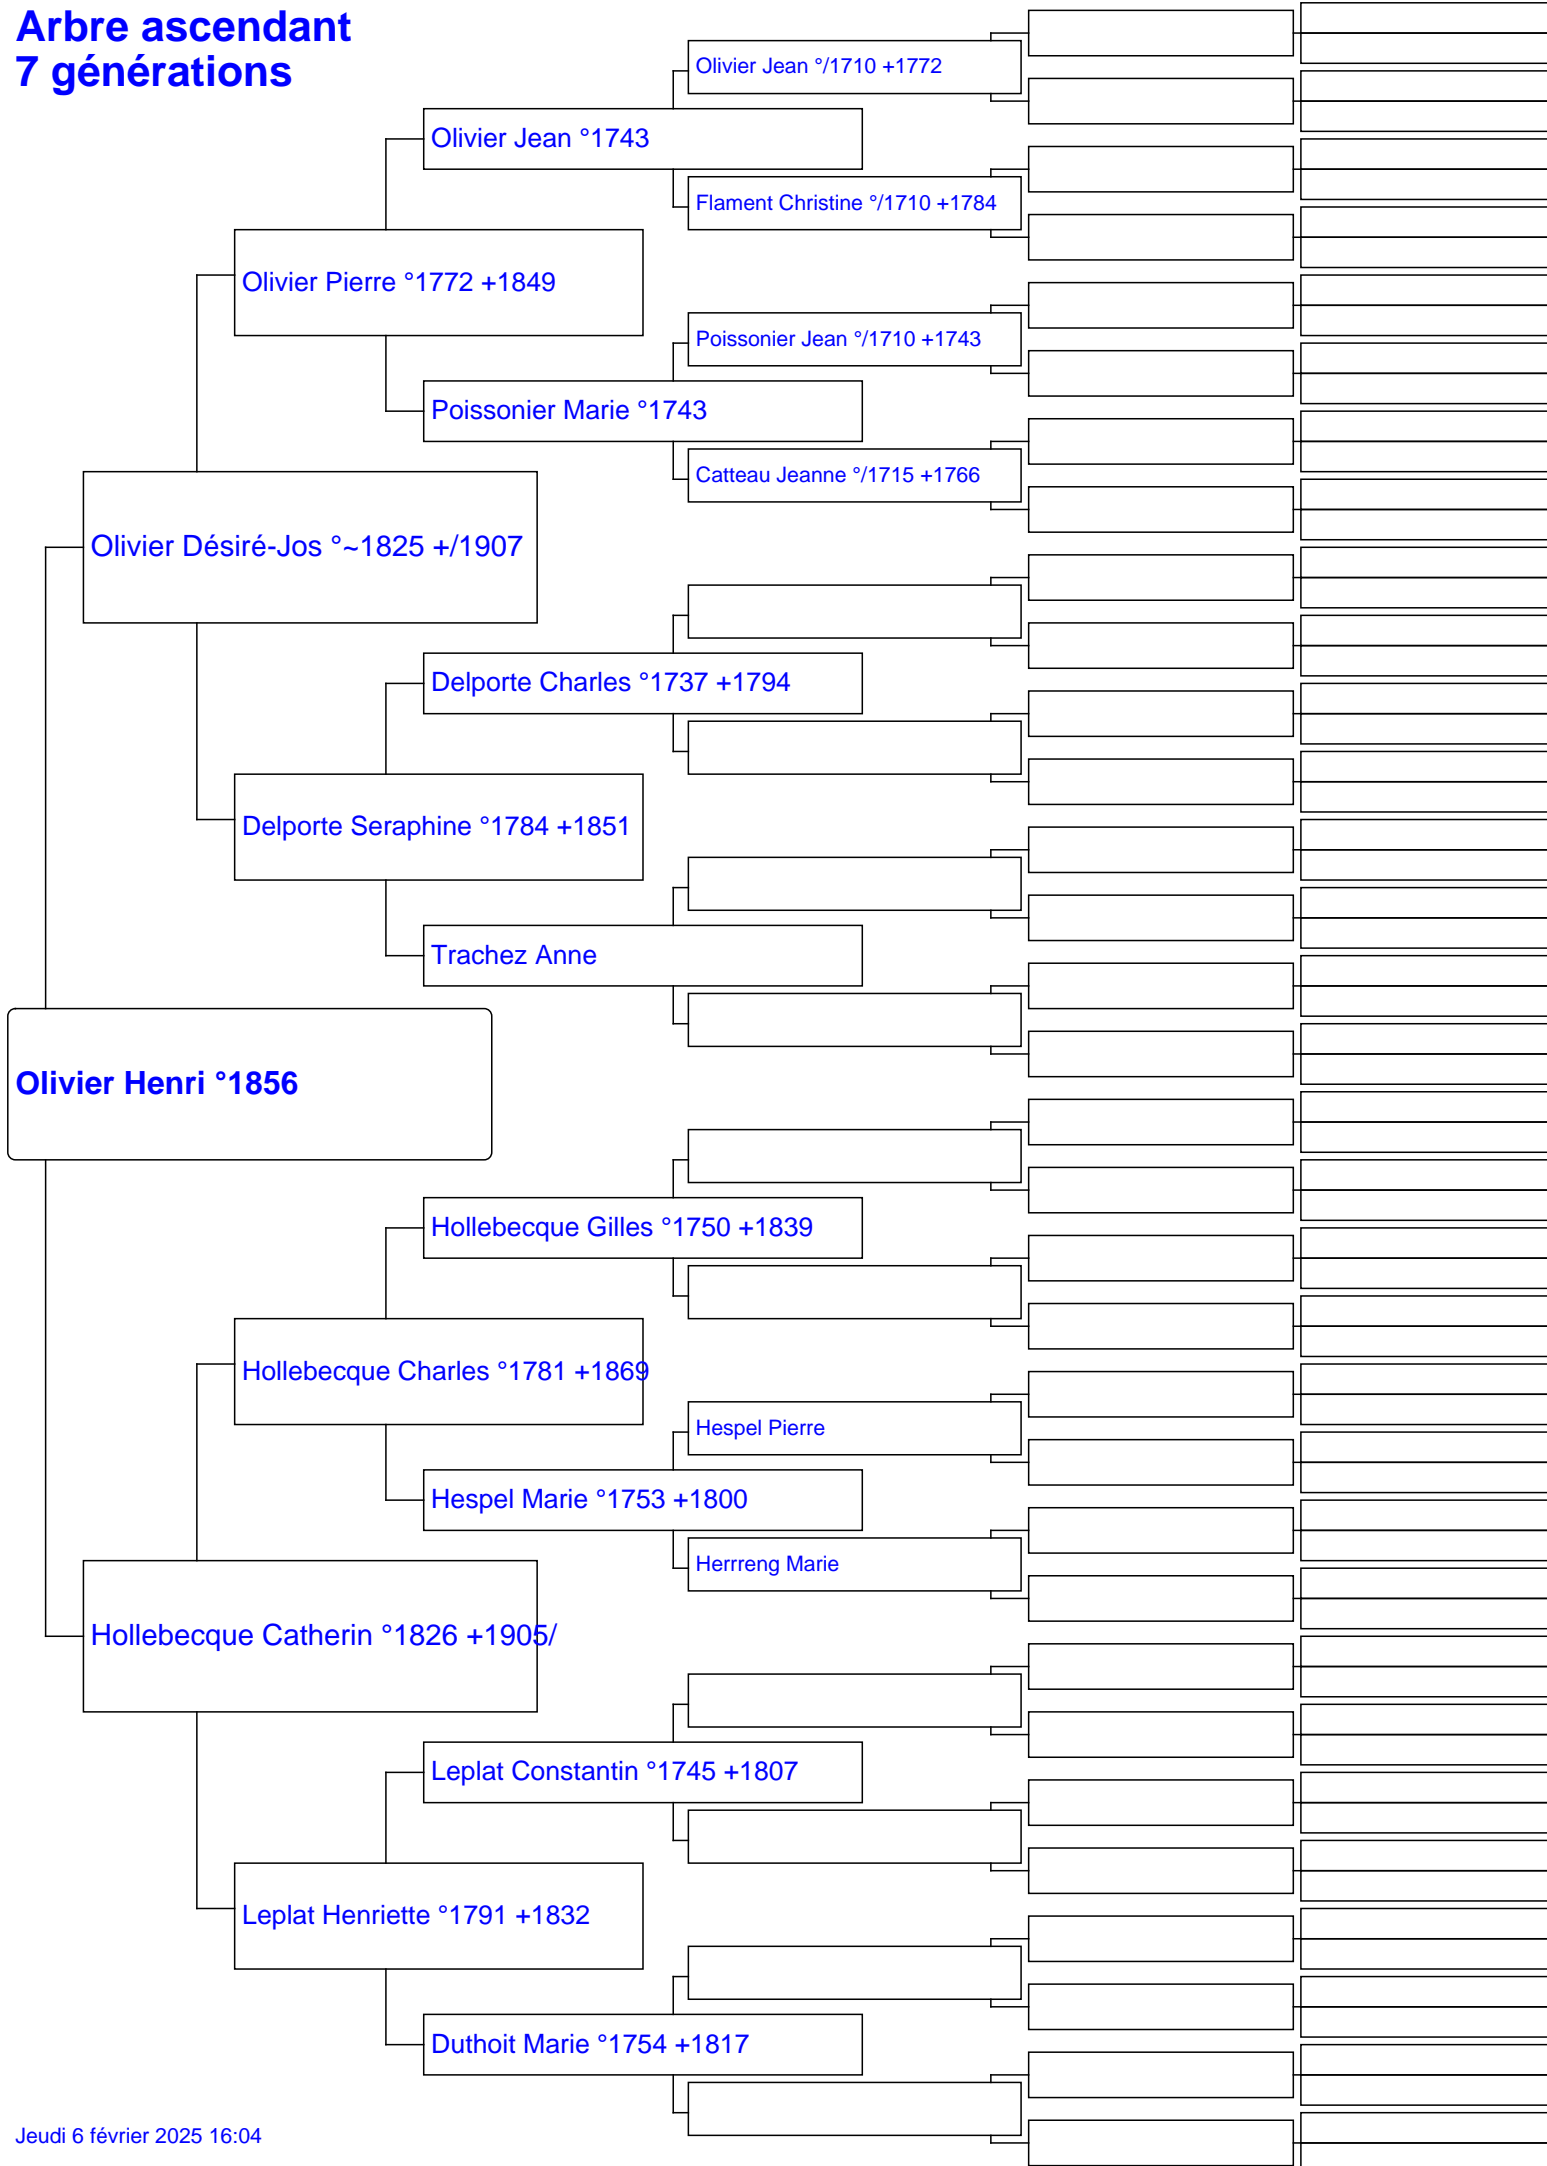 Arbre ascendant
7 générations
Olivier Jean °/1710 +1772
Olivier Jean °1743
Flament Christine °/1710 +1784
Olivier Pierre °1772 +1849
Poissonier Jean °/1710 +1743
Poissonier Marie °1743
Catteau Jeanne °/1715 +1766
Olivier Désiré-Jos °~1825 +/1907
Delporte Charles °1737 +1794
Delporte Seraphine °1784 +1851
Trachez Anne
Olivier Henri °1856
Hollebecque Gilles °1750 +1839
Hollebecque Charles °1781 +1869
Hespel Pierre
Hespel Marie °1753 +1800
Herrreng Marie
Hollebecque Catherin °1826 +1905/
Leplat Constantin °1745 +1807
Leplat Henriette °1791 +1832
Duthoit Marie °1754 +1817
Jeudi 6 février 2025 16:04